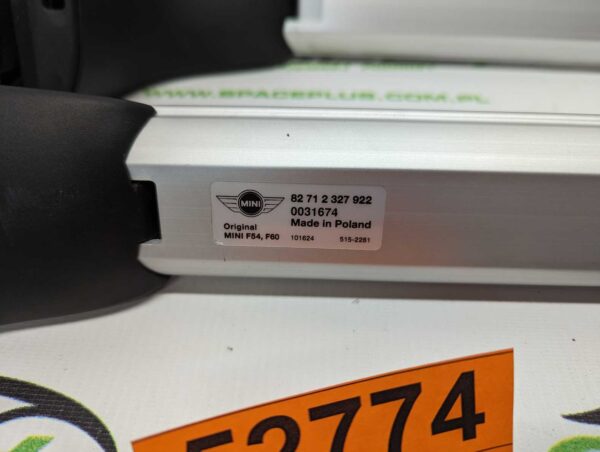 WWW.SPACEPLUS.COM.PL
MINI
82 71 2 327 922
0031674
Original
Made in Poland
MINI F54, F60
101624
515-2281
52774